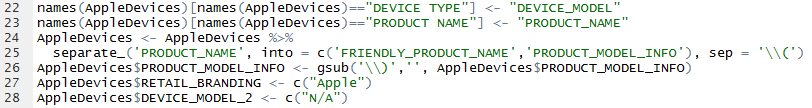 22 names(AppleDevices)[names(AppleDevices)=="DEVICE TYPE"] <- "DEVICE_MODEL"
23 names(AppleDevices)[names(AppleDevices)=="PRODUCT NAME"] <- "PRODUCT_NAME"
24 AppleDevices <- AppleDevices %>%
25   separate_('PRODUCT_NAME', into = c('FRIENDLY_PRODUCT_NAME','PRODUCT_MODEL_INFO'), sep = '\\(')
26 AppleDevices$PRODUCT_MODEL_INFO <- gsub('\\)','', AppleDevices$PRODUCT_MODEL_INFO)
27 AppleDevices$RETAIL_BRANDING <- c("Apple")
28 AppleDevices$DEVICE_MODEL_2 <- c("N/A")